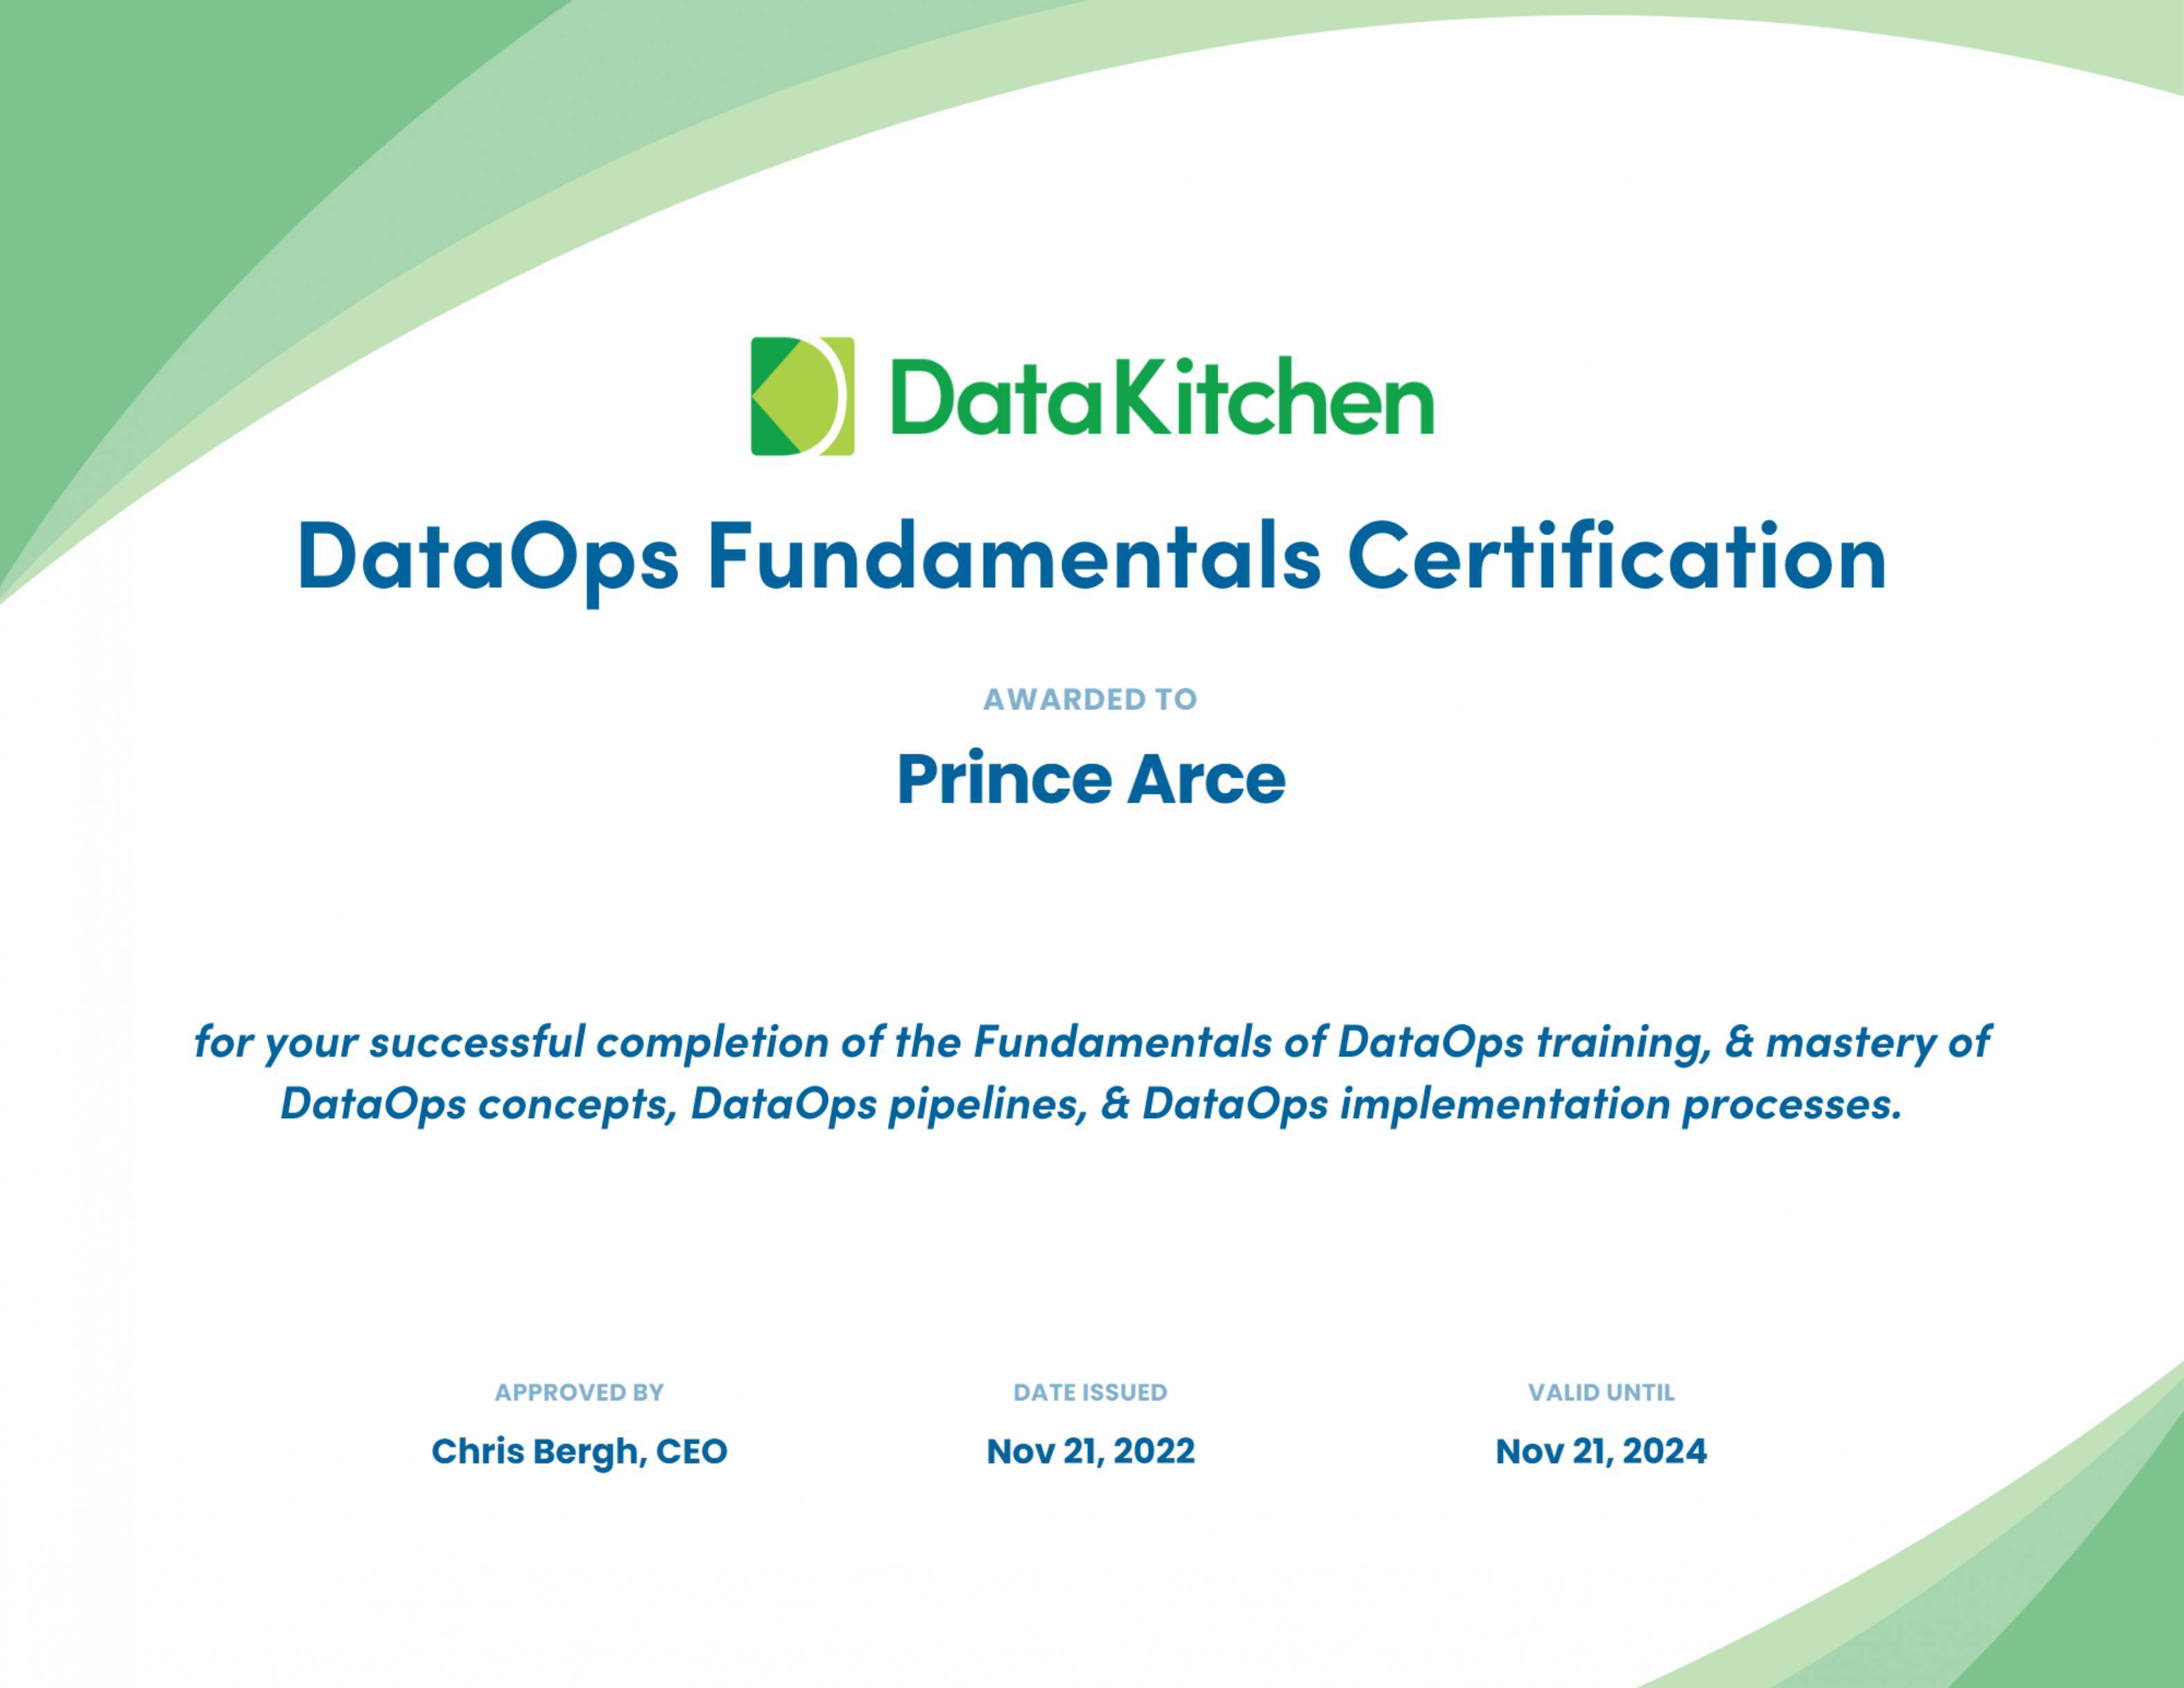 DataKitchen
DataOps Fundamentals Certification
AWARDED TO
Prince Arce
for your successful completion of the Fundamentals of DataOps training, & mastery of
DataOps concepts, DataOps pipelines, & DataOps implementation processes.
APPROVED BY
Chris Bergh, CEO
DATE ISSUED
Nov 21, 2022
VALID UNTIL
Nov 21, 2024